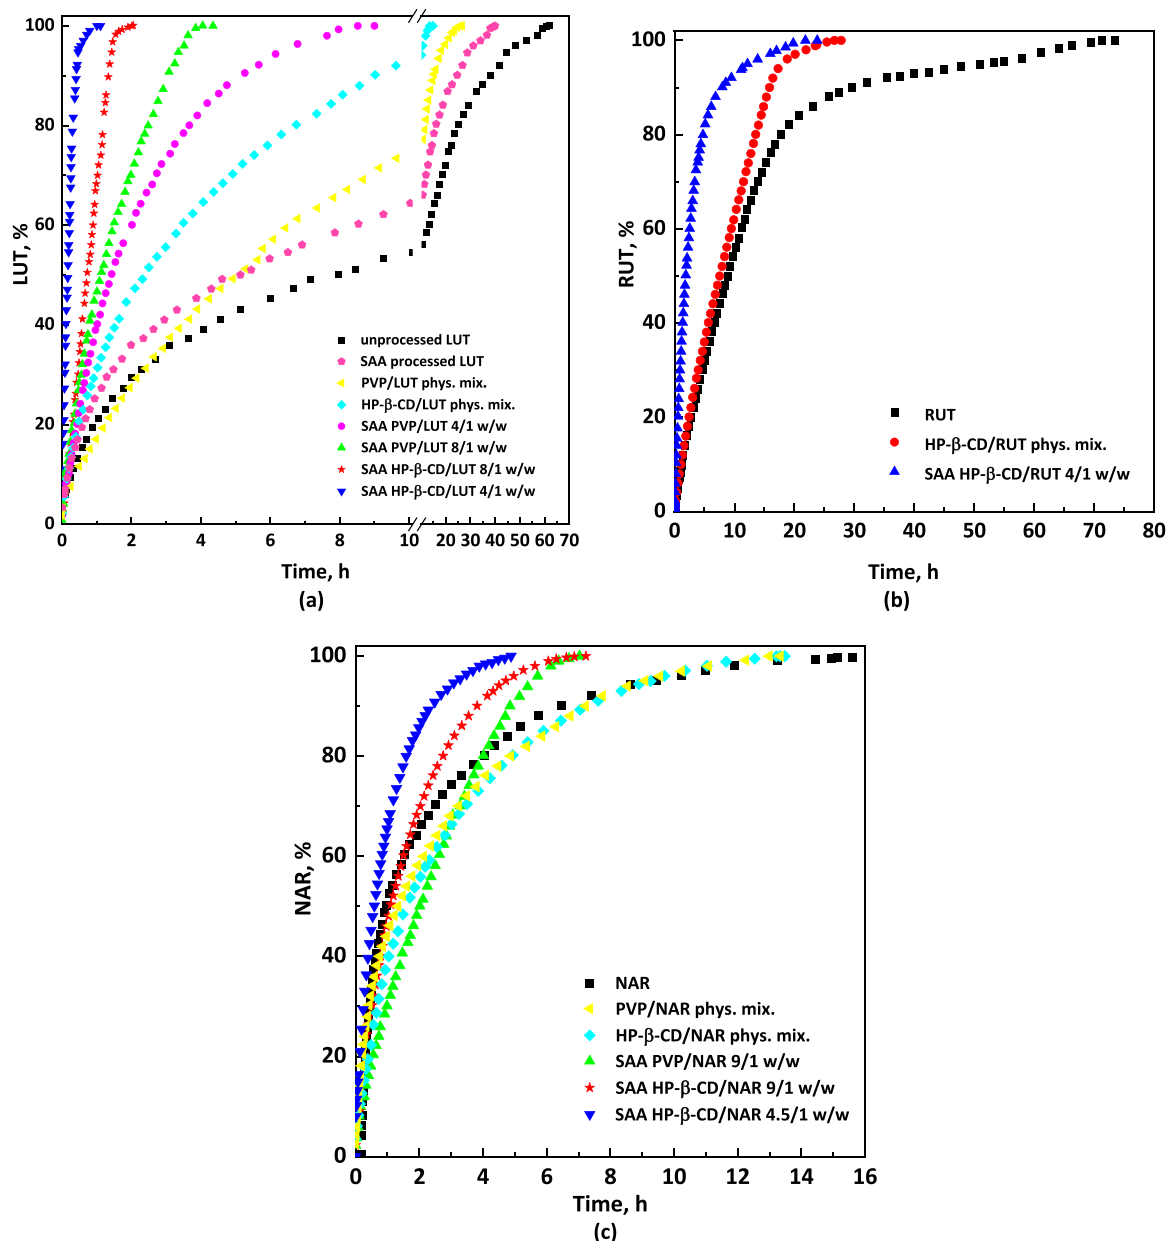 100
80
60
40
20
0
LUT, %
unprocessed LUT
SAA processed LUT
PVP/LUT phys. mix.
HP-β-CD/LUT phys. mix.
SAA PVP/LUT 4/1 w/w
SAA PVP/LUT 8/1 w/w
SAA HP-β-CD/LUT 8/1 w/w
SAA HP-β-CD/LUT 4/1 w/w
0 2 4 6 8 10 20 30 40 50 60 70
Time, h
(a)
100
80
60
40
20
0
RUT, %
RUT
HP-β-CD/RUT phys. mix.
SAA HP-β-CD/RUT 4/1 w/w
0 10 20 30 40 50 60 70 80
Time, h
(b)
100
80
60
40
20
0
NAR, %
NAR
PVP/NAR phys. mix.
HP-β-CD/NAR phys. mix.
SAA PVP/NAR 9/1 w/w
SAA HP-β-CD/NAR 9/1 w/w
SAA HP-β-CD/NAR 4.5/1 w/w
0 2 4 6 8 10 12 14 16
Time, h
(c)